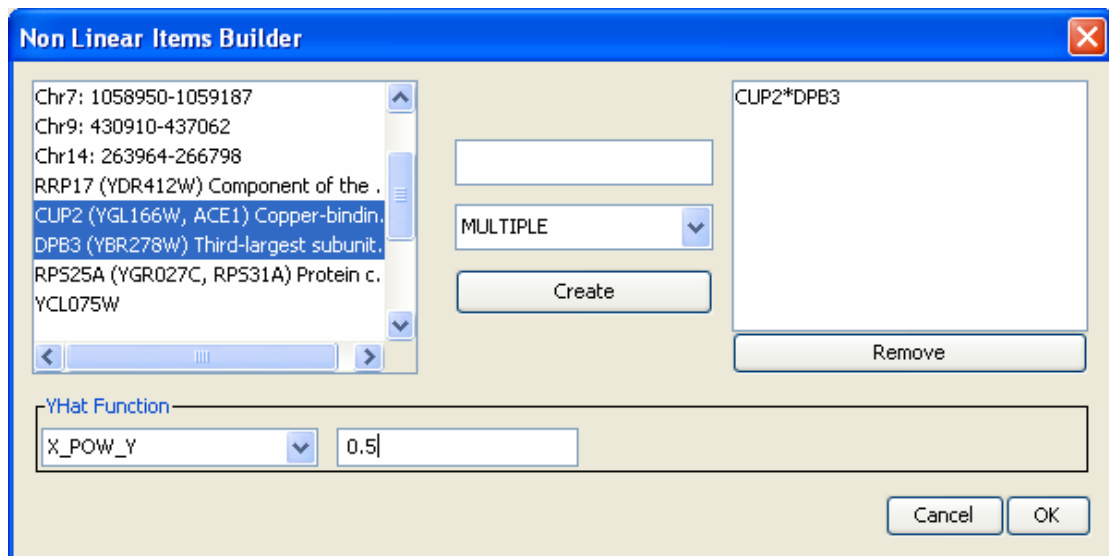 Non Linear Items Builder
Chr7: 1058950-1059187
Chr9: 430910-437062
Chr14: 263964-266798
RRP17 (YDR412W) Component of the .
CUP2 (YGL166W, ACE1) Copper-bindin.
DPB3 (YBR278W) Third-largest subunit.
RPS25A (YGR027C, RPS31A) Protein c.
YCL075W
MULTIPLE
Create
CUP2*DPB3
Remove
YHat Function
X_POW_Y
0.5
Cancel
OK